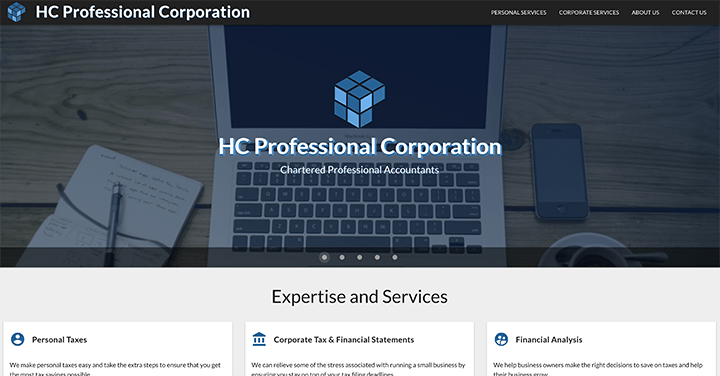 HC Professional Corporation
PERSONAL SERVICES
CORPORATE SERVICES
ABOUT US
CONTACT US
HC Professional Corporation
Chartered Professional Accountants
Expertise and Services
Personal Taxes
We make personal taxes easy and take the extra steps to ensure that you get
the most tax savings possible.
Corporate Tax & Financial Statements
We can relieve some of the stress associated with running a small business by
ensuring you stay on top of your tax filing deadlines.
Financial Analysis
We help business owners make the right decisions to save on taxes and help
their business grow.